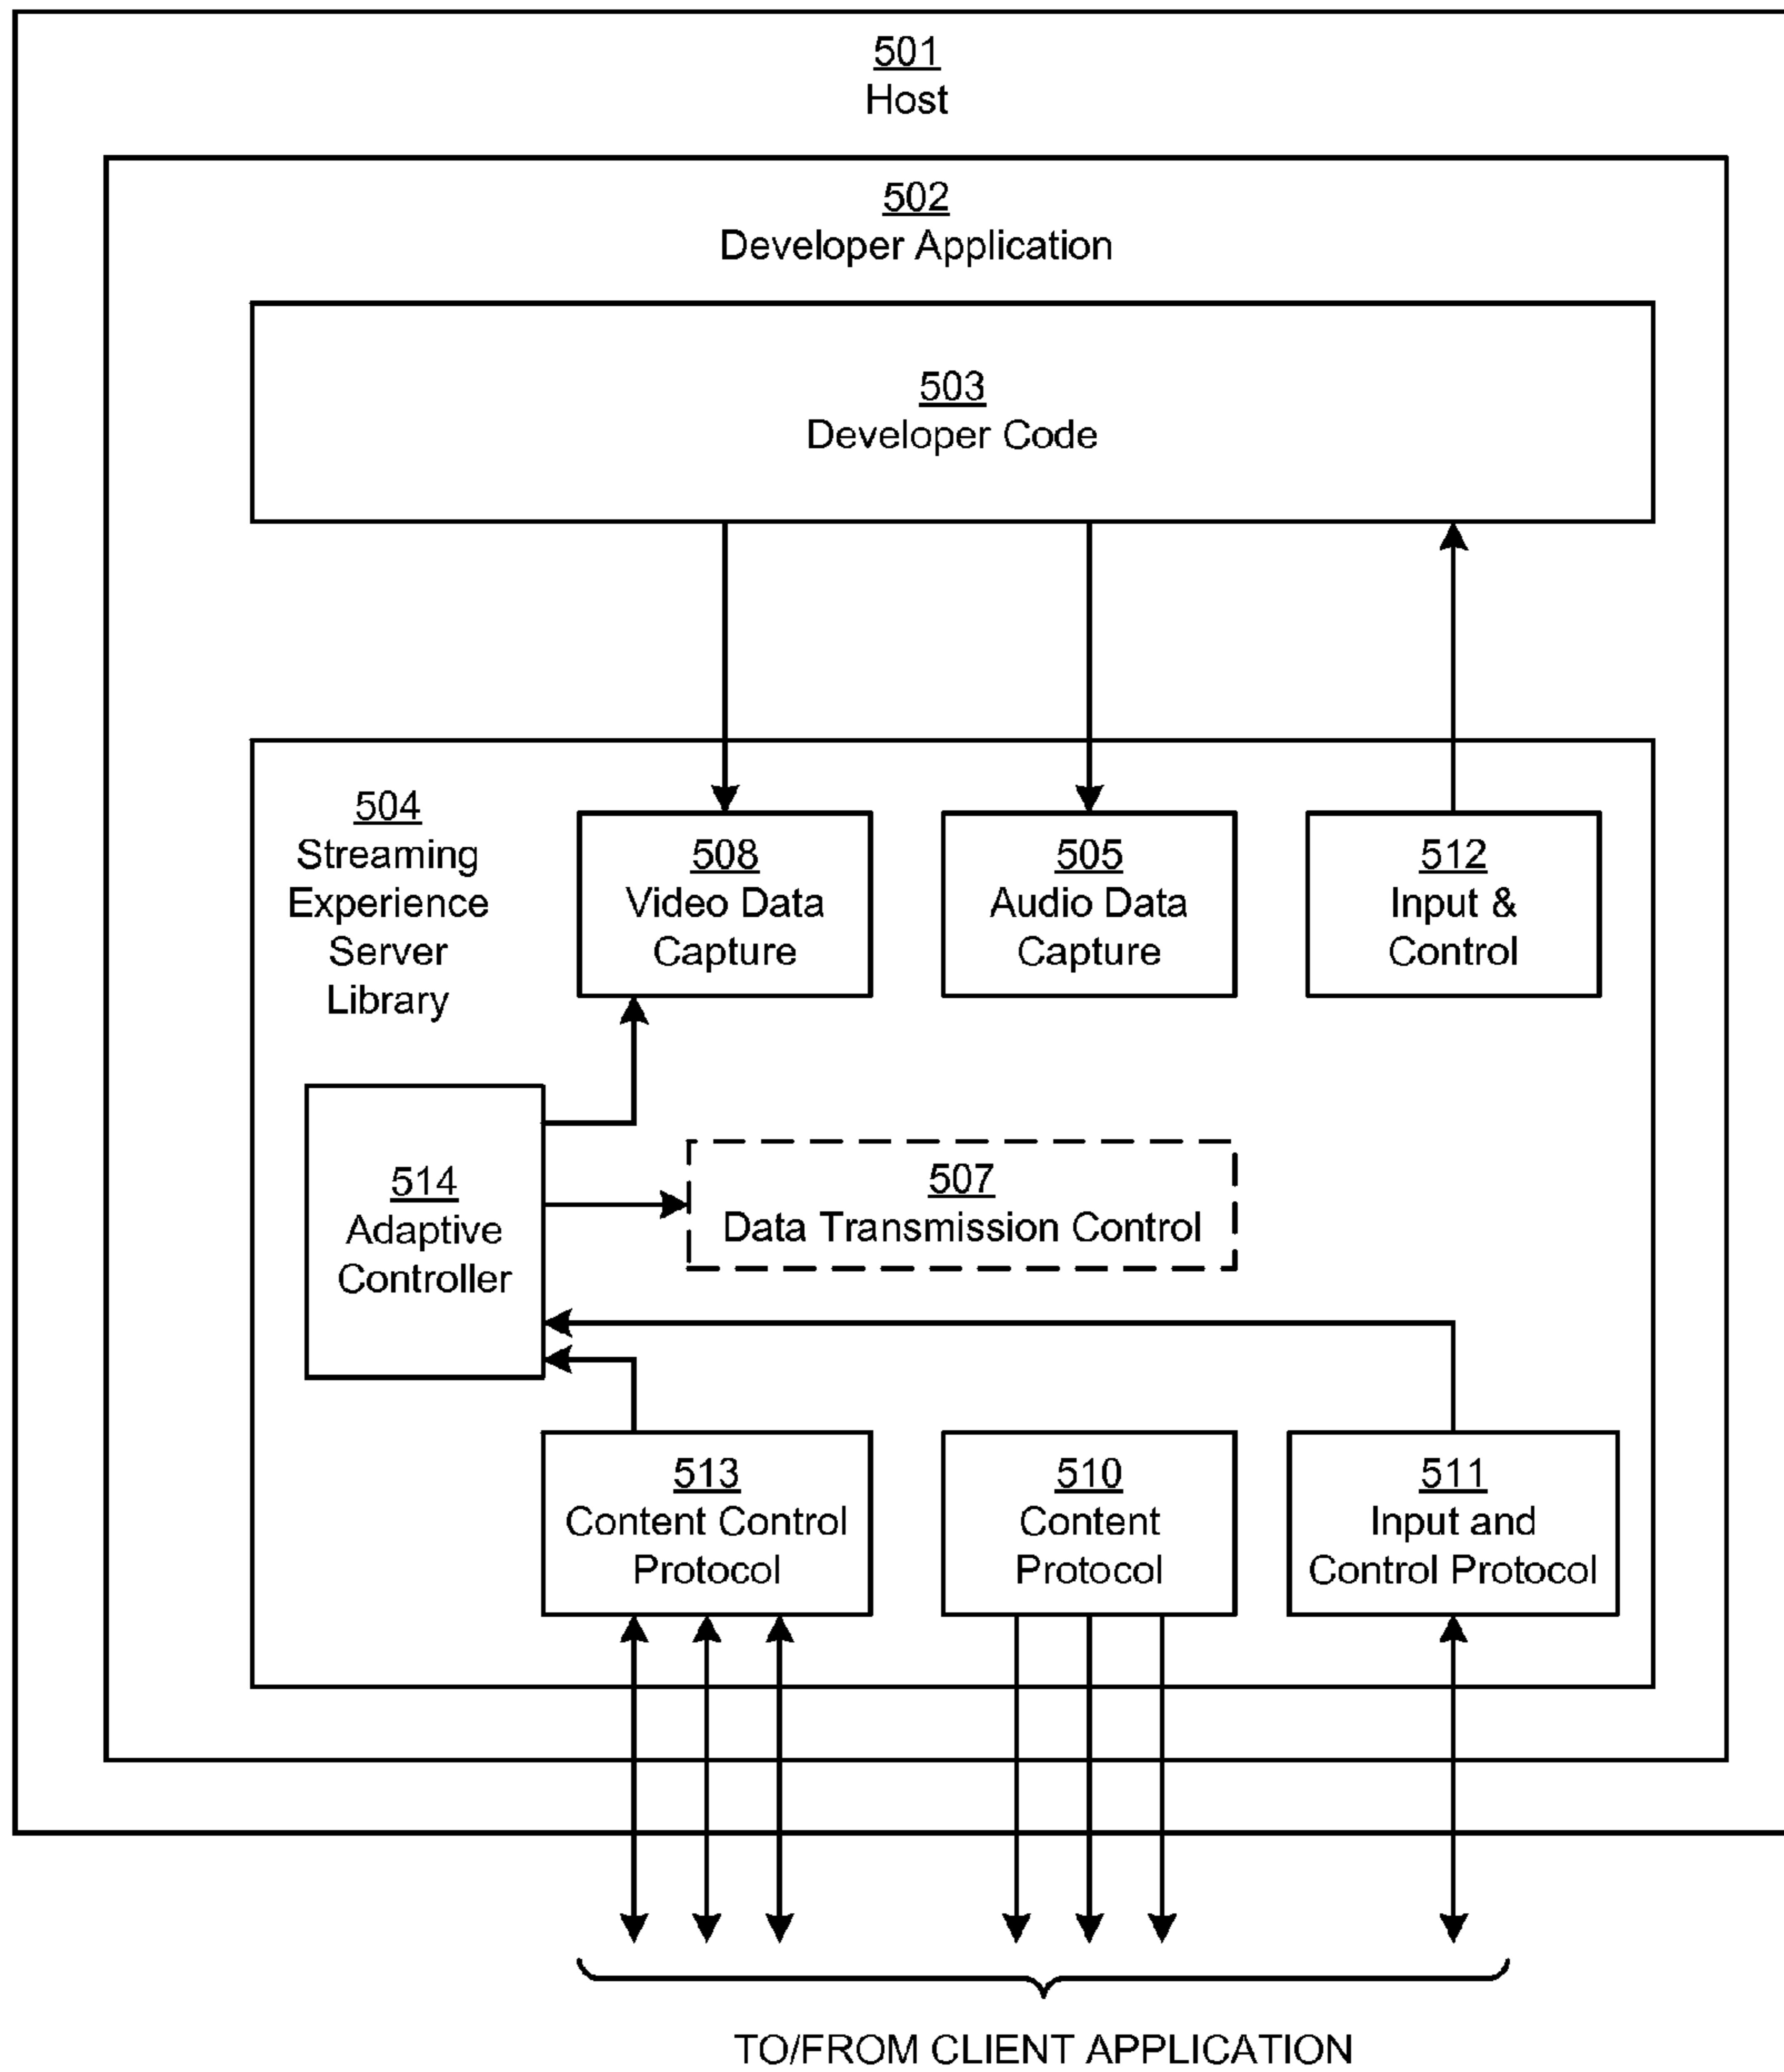 501
Host
502
Developer Application
503
Developer Code
504
Streaming
Experience
Server
Library
508
Video Data
Capture
505
Audio Data
Capture
512
Input &
Control
514
Adaptive
Controller
507
Data Transmission Control
513
Content Control
Protocol
510
Content
Protocol
511
Input and
Control Protocol
TO/FROM CLIENT APPLICATION